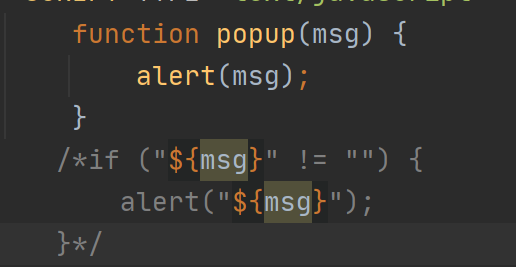 function popup(msg) {
alert(msg);
}
/*if ("${msg}" != "") {
alert("${msg}");
}*/